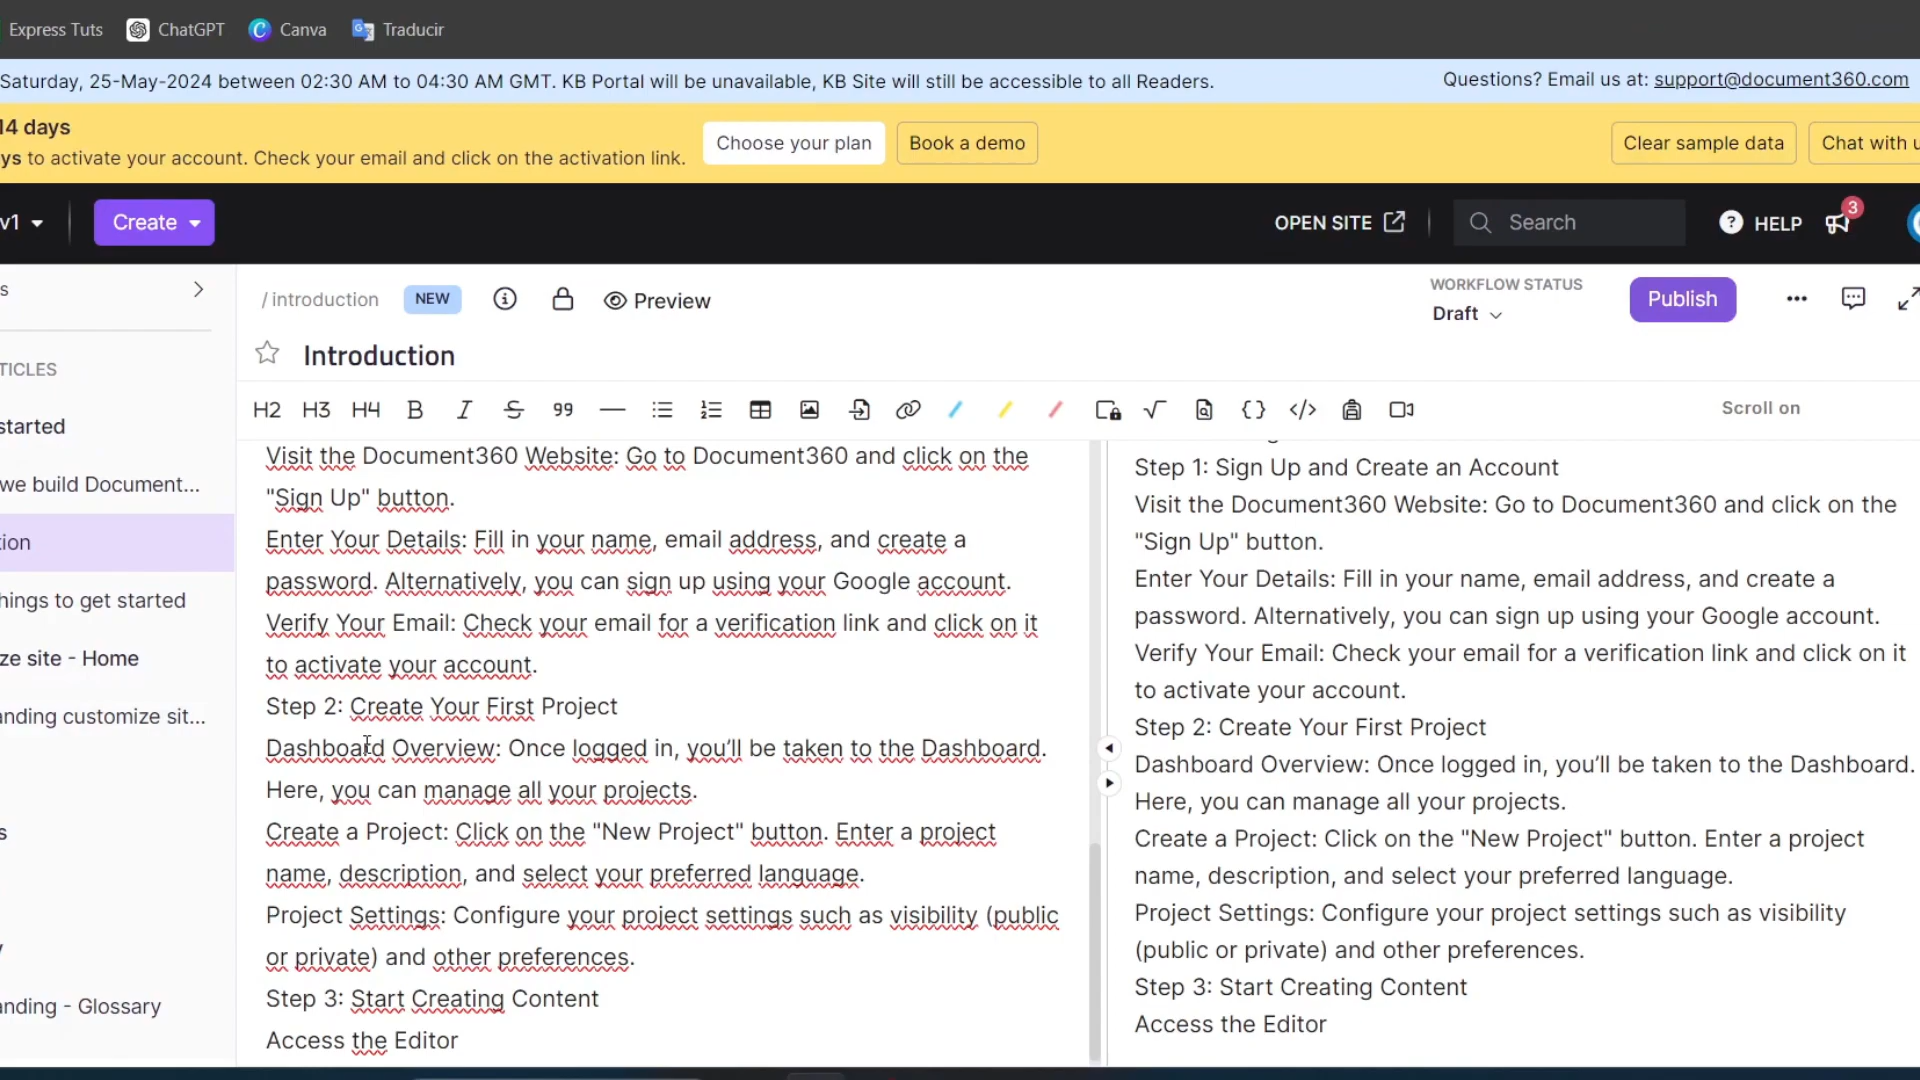 Express Tuts ChatGPT Canva Traducir
Saturday, 25-May-2024 between 02:30 AM to 04:30 AM GMT. KB Portal will be unavailable, KB Site will still be accessible to all Readers. Questions? Email us at: support@document360.com
14 days
ys to activate your account. Check your email and click on the activation link. Choose your plan Book a demo Clear sample data Chat with u
v1 Create OPEN SITE Search HELP 3
s
/ introduction NEW Preview WORKFLOW STATUS
Draft Publish
Introduction
TICLES
H2 H3 H4 B I S 99 Scroll on
started
we build Document...
tion
hings to get started
ze site - Home
anding customize sit...
s
y
anding - Glossary
Visit the Document360 Website: Go to Document360 and click on the
"Sign Up" button.
Enter Your Details: Fill in your name, email address, and create a
password. Alternatively, you can sign up using your Google account.
Verify Your Email: Check your email for a verification link and click on it
to activate your account.
Step 2: Create Your First Project
Dashboard Overview: Once logged in, you’ll be taken to the Dashboard.
Here, you can manage all your projects.
Create a Project: Click on the "New Project" button. Enter a project
name, description, and select your preferred language.
Project Settings: Configure your project settings such as visibility (public
or private) and other preferences.
Step 3: Start Creating Content
Access the Editor
Step 1: Sign Up and Create an Account
Visit the Document360 Website: Go to Document360 and click on the
"Sign Up" button.
Enter Your Details: Fill in your name, email address, and create a
password. Alternatively, you can sign up using your Google account.
Verify Your Email: Check your email for a verification link and click on it
to activate your account.
Step 2: Create Your First Project
Dashboard Overview: Once logged in, you’ll be taken to the Dashboard.
Here, you can manage all your projects.
Create a Project: Click on the "New Project" button. Enter a project
name, description, and select your preferred language.
Project Settings: Configure your project settings such as visibility
(public or private) and other preferences.
Step 3: Start Creating Content
Access the Editor